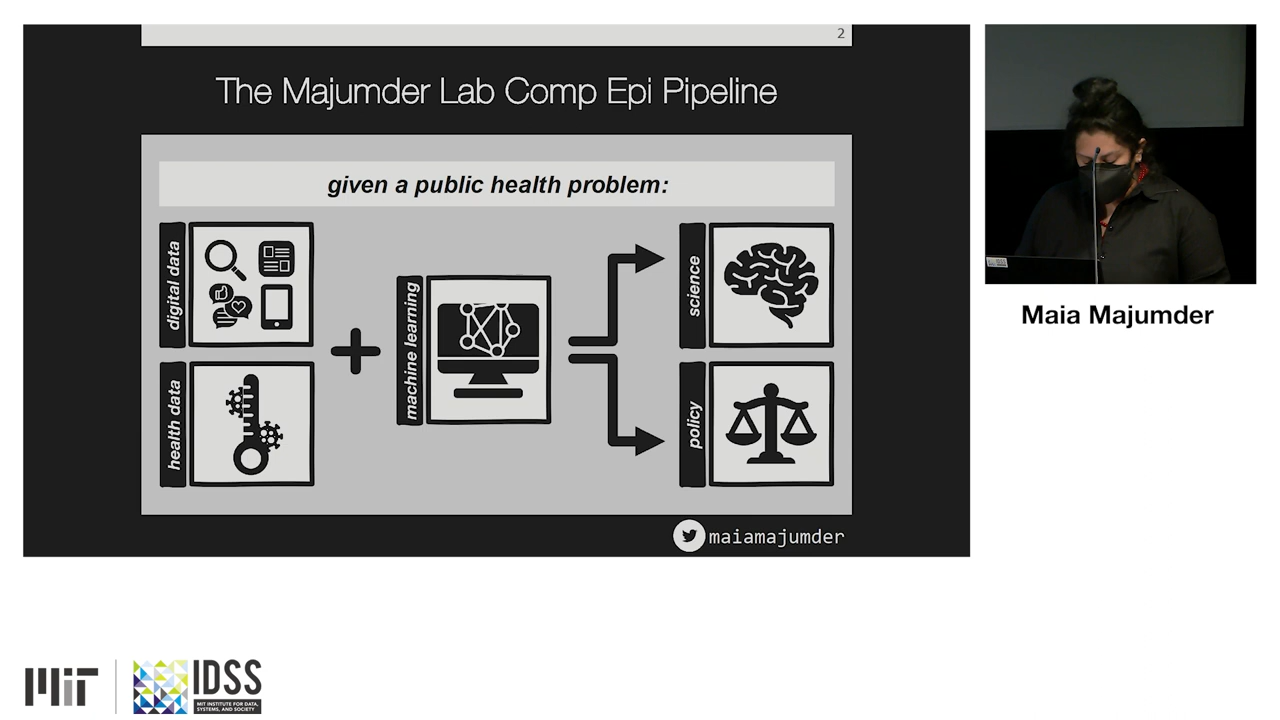 2
The Majumder Lab Comp Epi Pipeline
given a public health problem:
digital data
health data
machine learning
science
policy
maiamajumder
Maia Majumder
MIT
IDSS
MIT INSTITUTE FOR DATA,
SYSTEMS, AND SOCIETY
IDSS